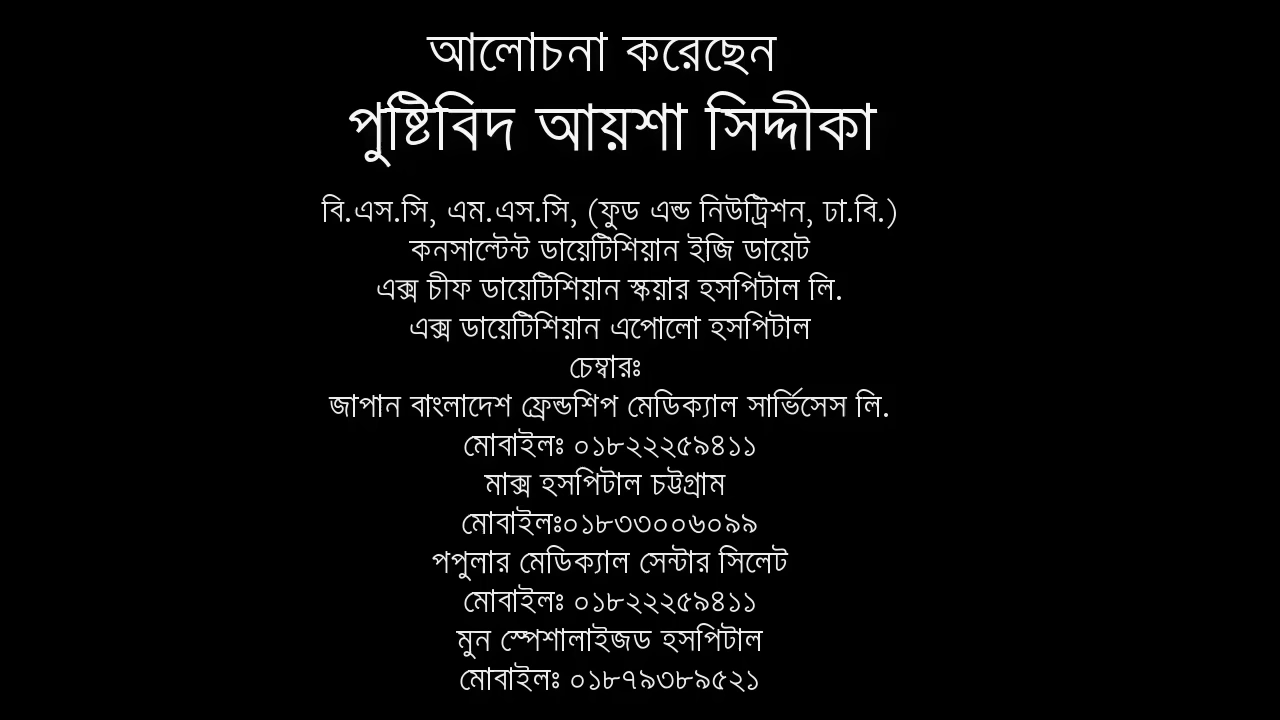 আলোচনা করেছেন
পুষ্টিবিদ আয়শা সিদ্দীকা
বি.এস.সি, এম.এস.সি, (ফুড এন্ড নিউট্রিশন, ঢা.বি.)
কনসাল্টেন্ট ডায়েটিশিয়ান ইজি ডায়েট
এক্স চীফ ডায়েটিশিয়ান স্কয়ার হসপিটাল লি.
এক্স ডায়েটিশিয়ান এপোলো হসপিটাল
চেম্বারঃ
জাপান বাংলাদেশ ফ্রেন্ডশিপ মেডিক্যাল সার্ভিসেস লি.
মোবাইলঃ ০১৮২২২৫৯৪১১
মাক্স হসপিটাল চট্টগ্রাম
মোবাইলঃ০১৮৩৩০০৬০৯৯
পপুলার মেডিক্যাল সেন্টার সিলেট
মোবাইলঃ ০১৮২২২৫৯৪১১
মুন স্পেশালাইজড হসপিটাল
মোবাইলঃ ০১৮৭৯৩৮৯৫২১